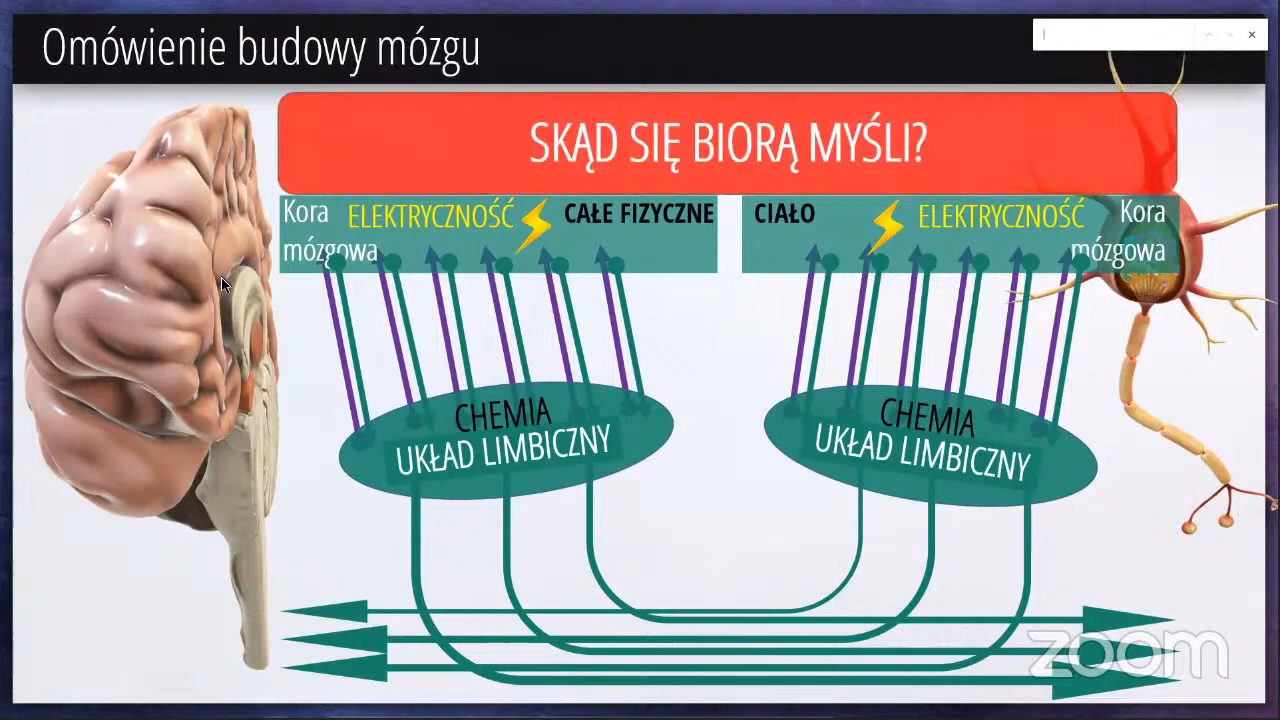 Omówienie budowy mózgu
SKĄD SIĘ BIORĄ MYŚLI?
Kora
mózgowa
ELEKTRYCZNOŚĆ
CAŁE FIZYCZNE
CIAŁO
ELEKTRYCZNOŚĆ
Kora
mózgowa
CHEMIA
UKŁAD LIMBICZNY
CHEMIA
UKŁAD LIMBICZNY
zoom